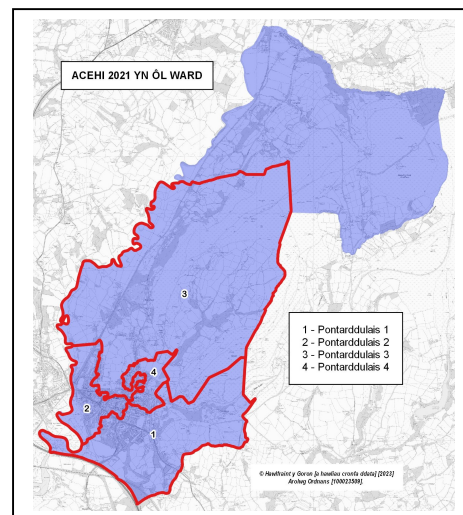 ACEHI 2021 YN ÔL WARD
3
4
2
1
1 - Pontarddulais 1
2 - Pontarddulais 2
3 - Pontarddulais 3
4 - Pontarddulais 4
© Hawlfraint y Goron [a hawliau cronfa ddata] [2023]
Arolwg Ordnans [100023509].